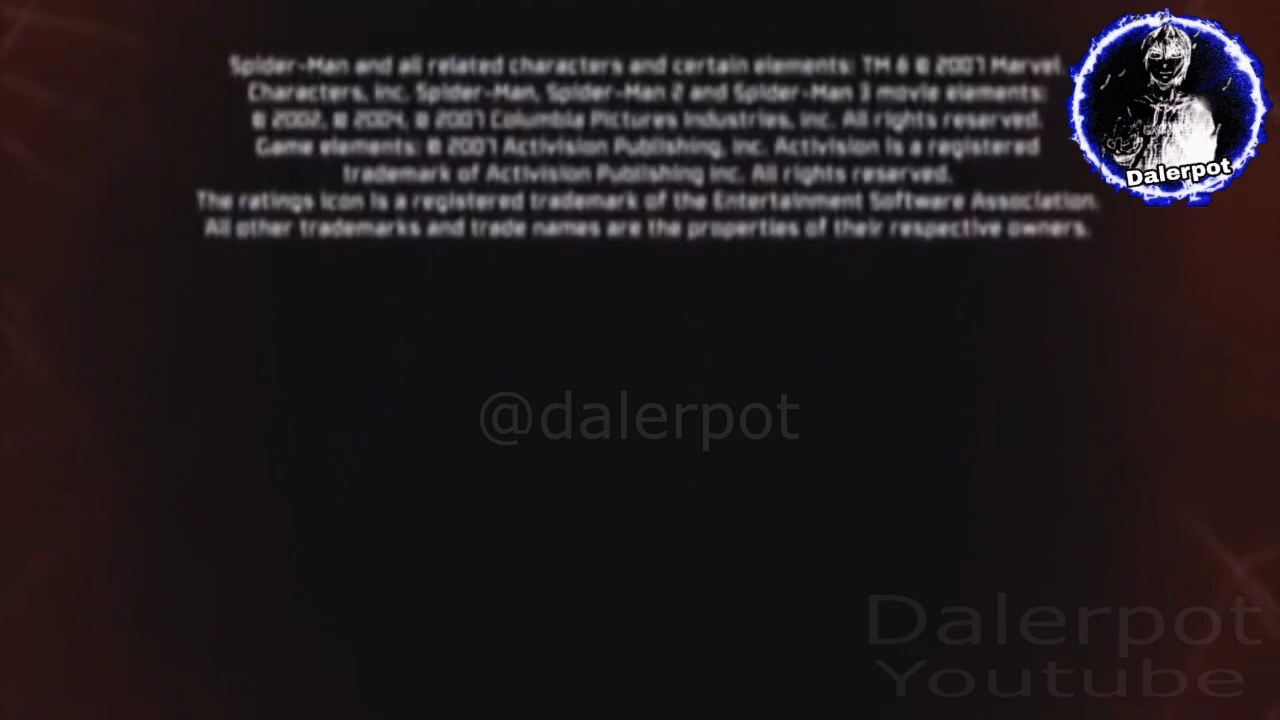 Spider-Man and all related characters and certain elements: TM & © 2007 Marvel
Characters, Inc. Spider-Man, Spider-Man 2 and Spider-Man 3 movie elements:
© 2002, © 2004, © 2007 Columbia Pictures Industries, Inc. All rights reserved.
Game elements: © 2007 Activision Publishing, Inc. Activision is a registered
trademark of Activision Publishing Inc. All rights reserved.
The ratings icon is a registered trademark of the Entertainment Software Association.
All other trademarks and trade names are the properties of their respective owners.
Dalerpot
@dalerpot
Dalerpot
Youtube